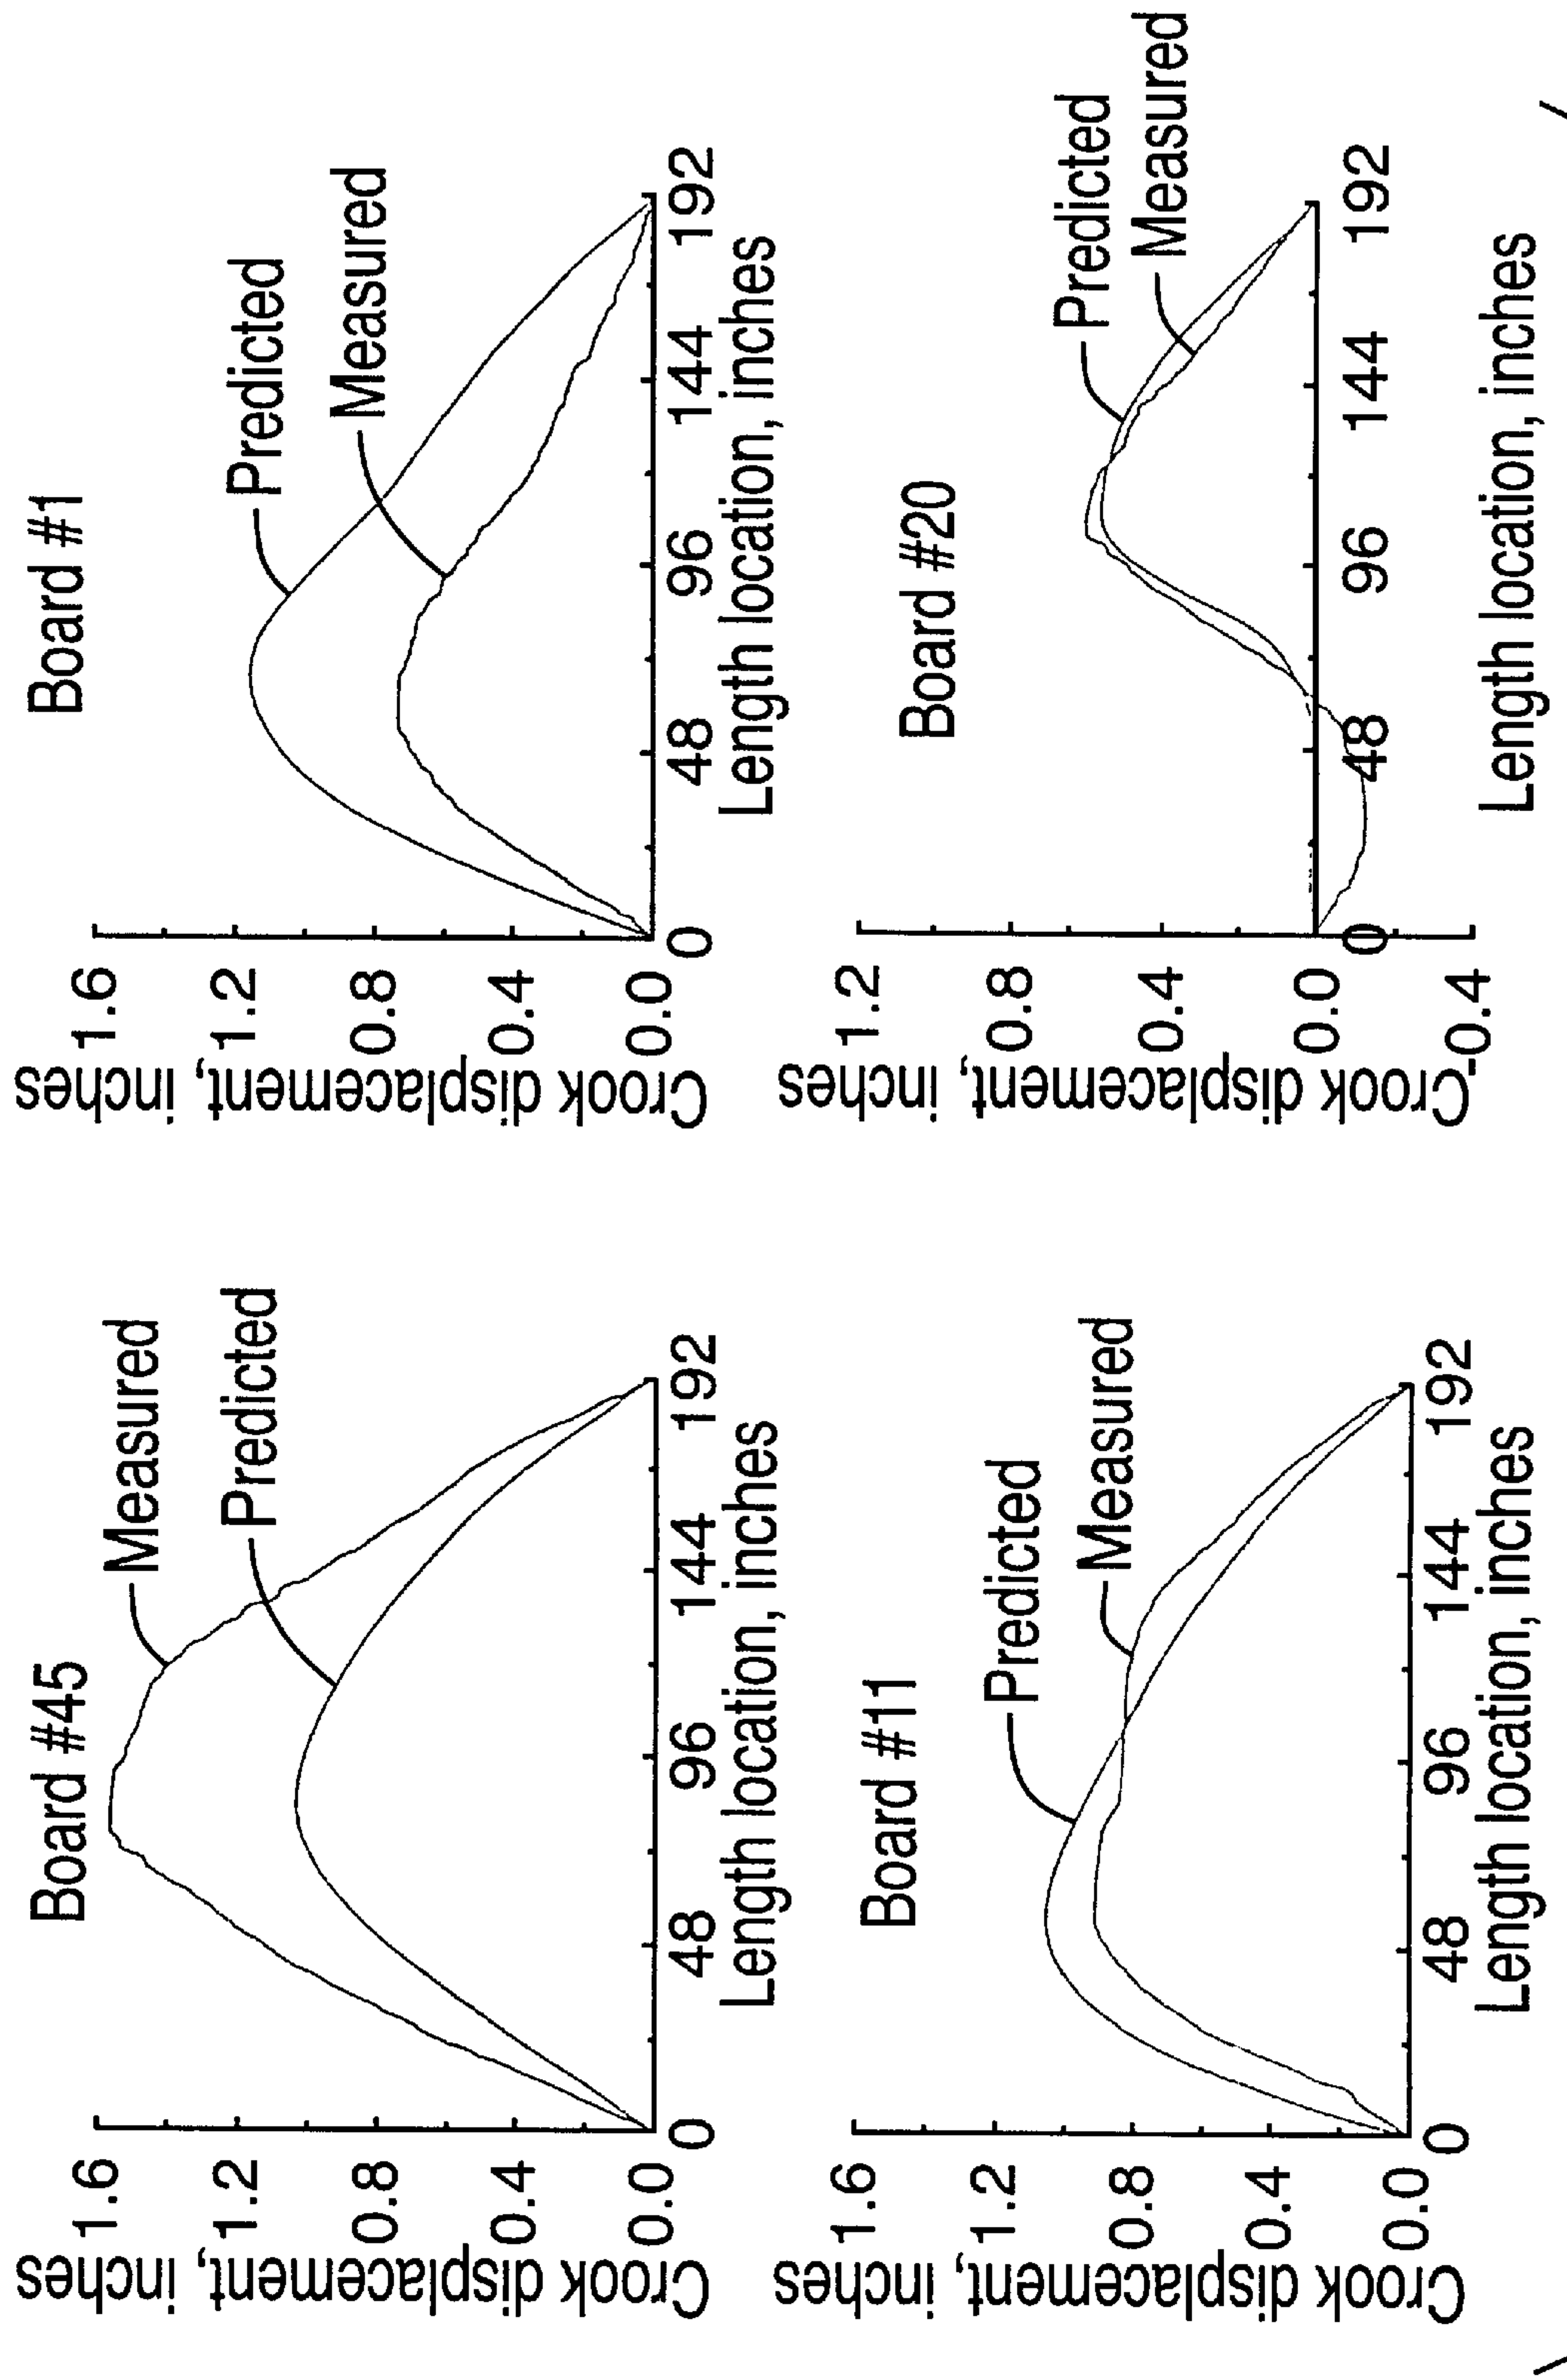 Board #45
Crook displacement, inches
1.6
1.2
0.8
0.4
0.0
Measured
Predicted
0 48 96 144 192
Length location, inches
Board #1
Crook displacement, inches
1.6
1.2
0.8
0.4
0.0
Predicted
Measured
0 48 96 144 192
Length location, inches
Board #11
Crook displacement, inches
1.6
1.2
0.8
0.4
0.0
Predicted
Measured
0 48 96 144 192
Length location, inches
Board #20
Crook displacement, inches
1.2
0.8
0.4
0.0
-0.4
Predicted
Measured
0 48 96 144 192
Length location, inches